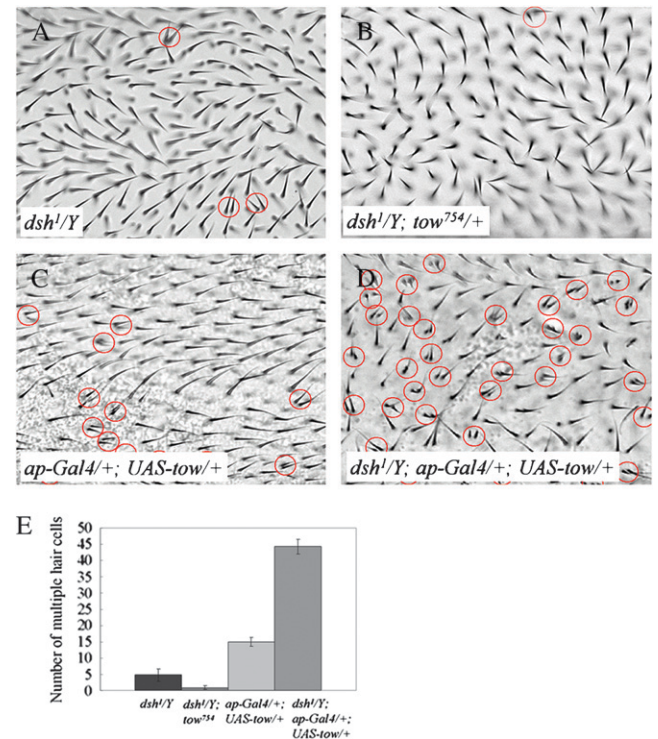 A
B
dsh¹/Y
dsh¹/Y; tow⁷⁵⁴/+
C
D
ap-Gal4/+; UAS-tow/+
dsh¹/Y; ap-Gal4/+; UAS-tow/+
E
Number of multiple hair cells
50
45
40
35
30
25
20
15
10
5
0
dsh¹/Y
dsh¹/Y;
tow⁷⁵⁴
ap-Gal4/+;
UAS-tow/+
dsh¹/Y;
ap-Gal4/+;
UAS-tow/+